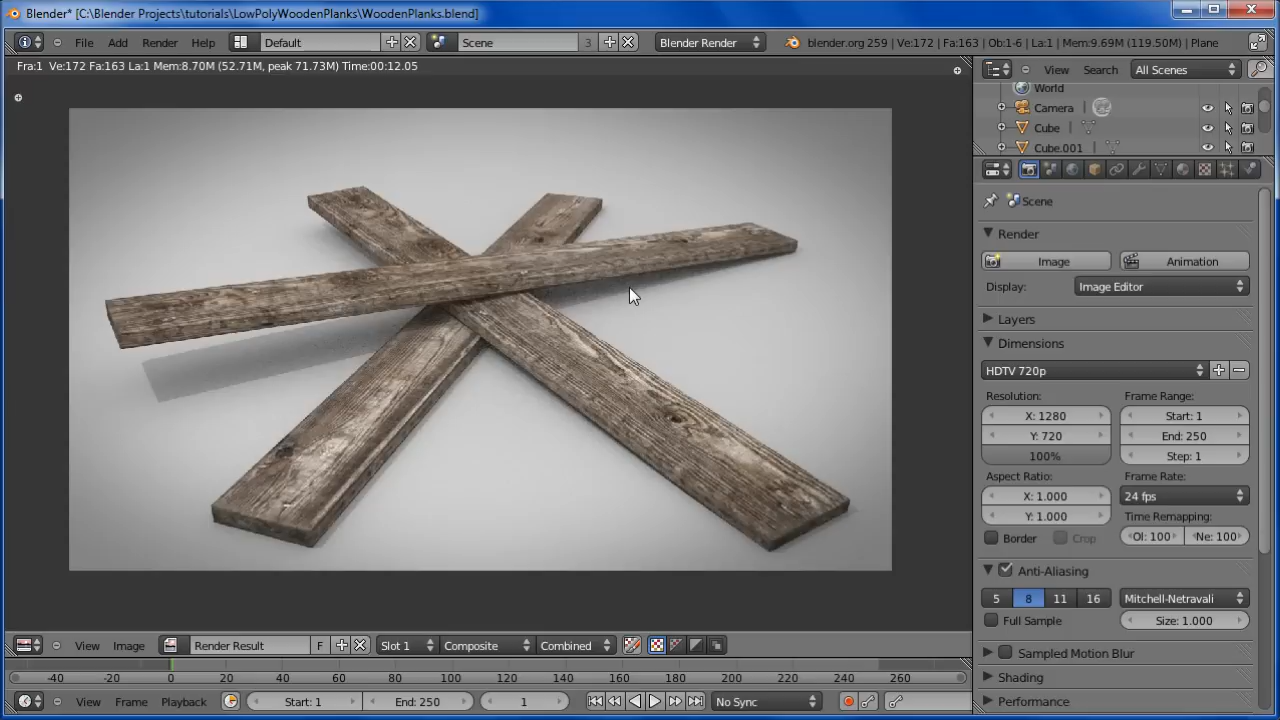 Blender* [C:\Blender Projects\tutorials\LowPolyWoodenPlanks\WoodenPlanks.blend]
File Add Render Help Default Scene 3 Blender Render blender.org 259 | Ve:172 | Fa:163 | Ob:1-6 | La:1 | Mem:9.69M (119.50M) | Plane
Fra:1 Ve:172 Fa:163 La:1 Mem:8.70M (52.71M, peak 71.73M) Time:00:12.05
View Search All Scenes
World
Camera
Cube
Cube.001
Scene
Render
Image Animation
Display: Image Editor
Layers
Dimensions
HDTV 720p
Resolution: Frame Range:
X: 1280 Start: 1
Y: 720 End: 250
100% Step: 1
Aspect Ratio: Frame Rate:
X: 1.000 24 fps
Y: 1.000 Time Remapping:
Border Crop Ol: 100 Ne: 100
Anti-Aliasing
5 8 11 16 Mitchell-Netravali
Full Sample Size: 1.000
Sampled Motion Blur
Shading
Performance
View Image Render Result F Slot 1 Composite Combined
-40 -20 0 20 40 60 80 100 120 140 160 180 200 220 240 260
View Frame Playback Start: 1 End: 250 1 No Sync